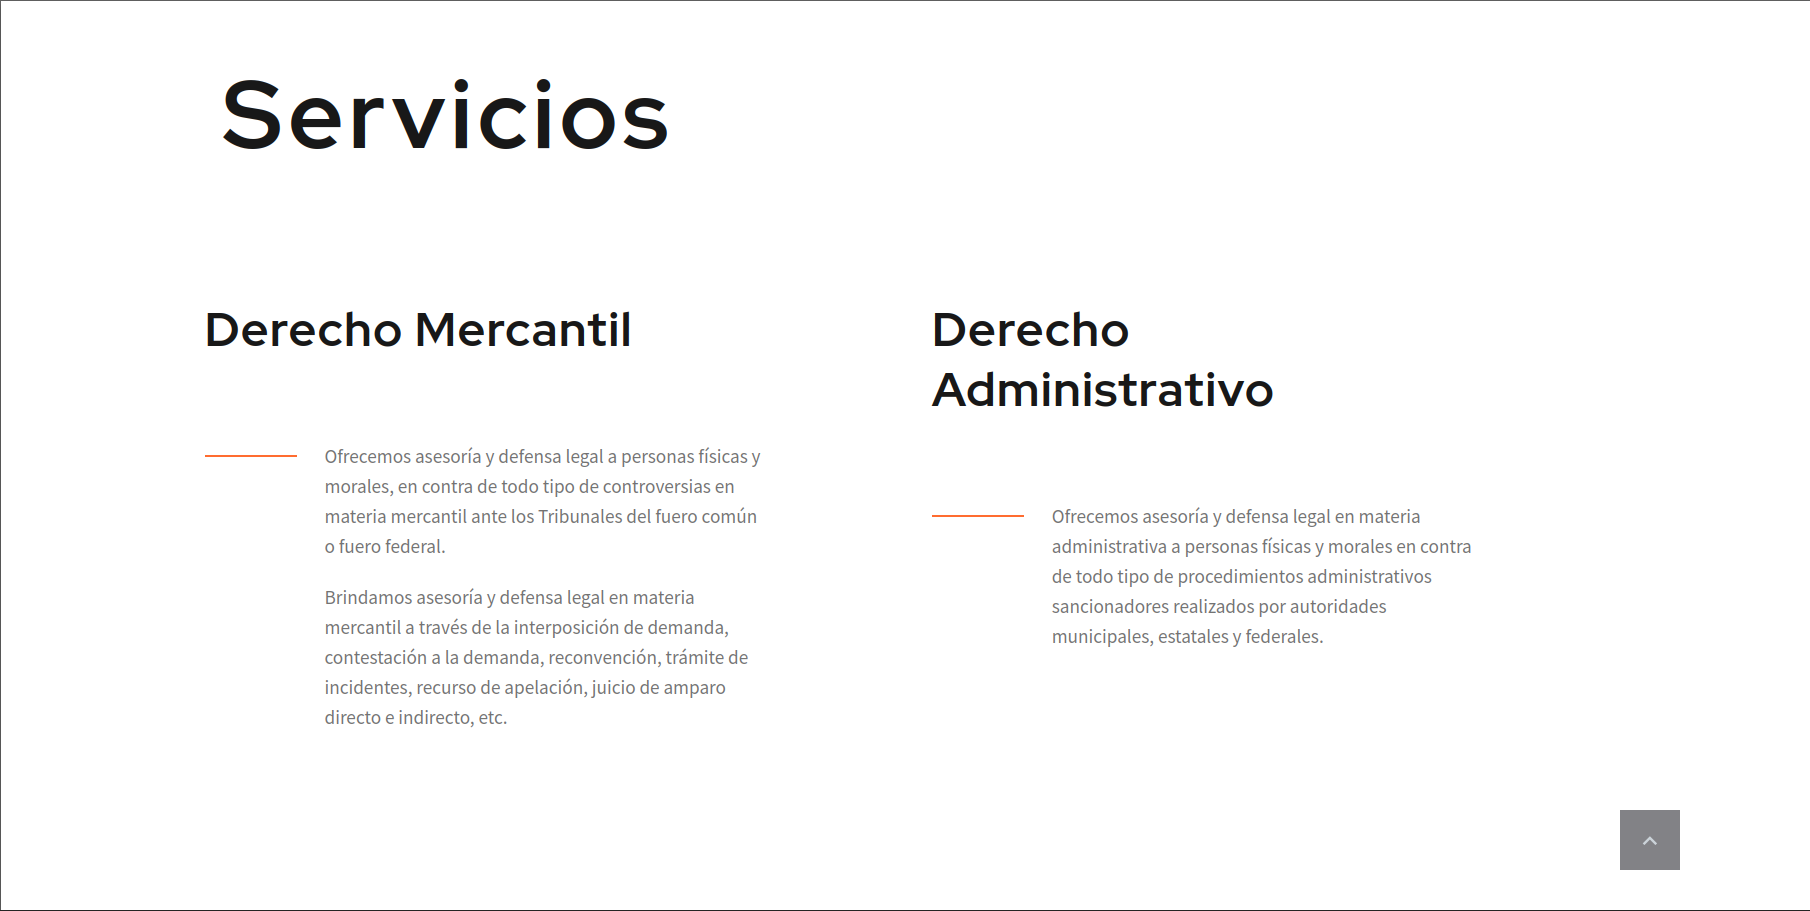 Servicios
Derecho Mercantil
Ofrecemos asesoría y defensa legal a personas físicas y
morales, en contra de todo tipo de controversias en
materia mercantil ante los Tribunales del fuero común
o fuero federal.
Brindamos asesoría y defensa legal en materia
mercantil a través de la interposición de demanda,
contestación a la demanda, reconvención, trámite de
incidentes, recurso de apelación, juicio de amparo
directo e indirecto, etc.
Derecho
Administrativo
Ofrecemos asesoría y defensa legal en materia
administrativa a personas físicas y morales en contra
de todo tipo de procedimientos administrativos
sancionadores realizados por autoridades
municipales, estatales y federales.